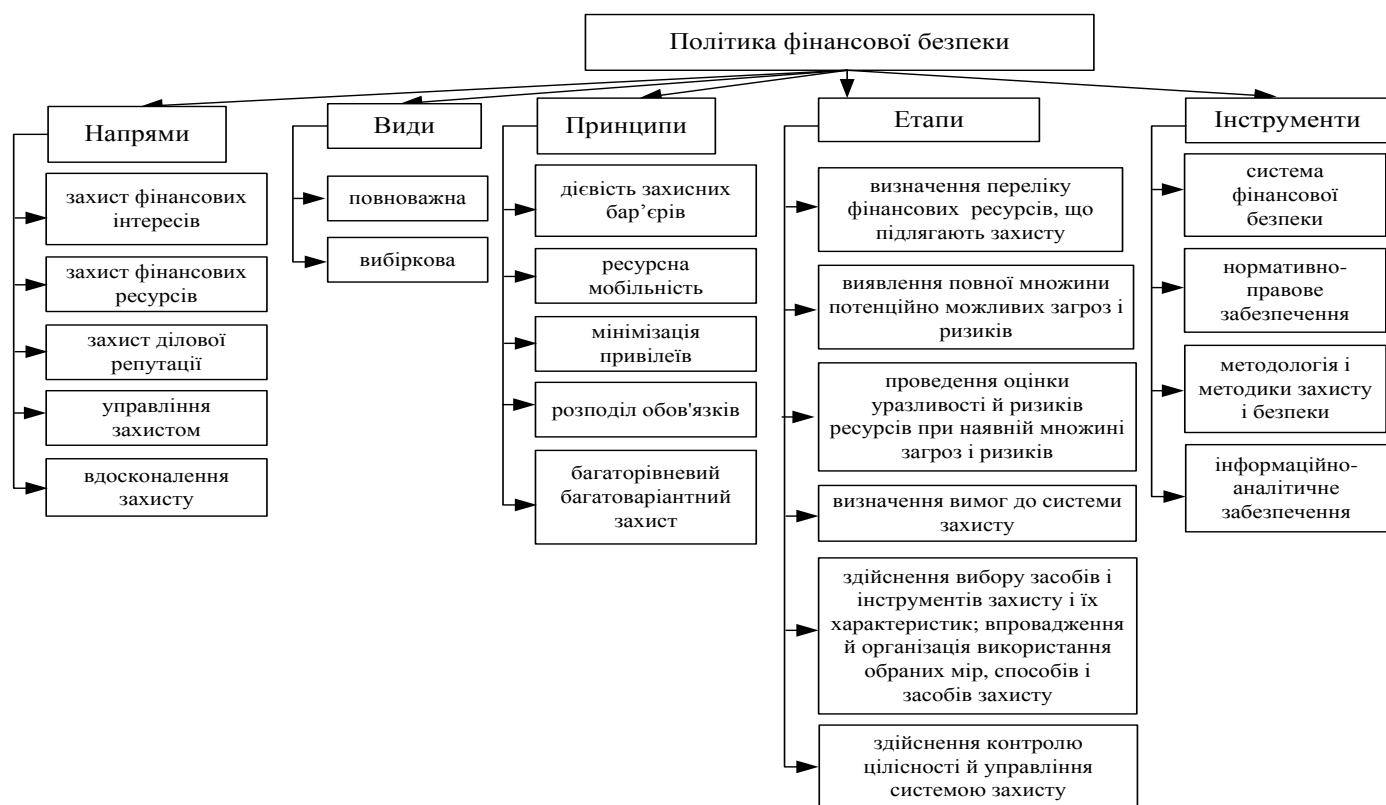 Політика фінансової безпеки
Напрями
захист фінансових
інтересів
захист фінансових
ресурсів
захист ділової
репутації
управління
захистом
вдосконалення
захисту
Види
повноважна
вибіркова
Принципи
дієвість захисних
бар’єрів
ресурсна
мобільність
мінімізація
привілеїв
розподіл обов'язків
багаторівневий
багатоваріантний
захист
Етапи
визначення переліку
фінансових ресурсів, що
підлягають захисту
виявлення повної множини
потенційно можливих загроз і
ризиків
проведення оцінки
уразливості й ризиків
ресурсів при наявній множині
загроз і ризиків
визначення вимог до системи
захисту
здійснення вибору засобів і
інструментів захисту і їх
характеристик; впровадження
й організація використання
обраних мір, способів і
засобів захисту
здійснення контролю
цілісності й управління
системою захисту
Інструменти
система
фінансової
безпеки
нормативно-
правове
забезпечення
методологія і
методики захисту
і безпеки
інформаційно-
аналітичне
забезпечення